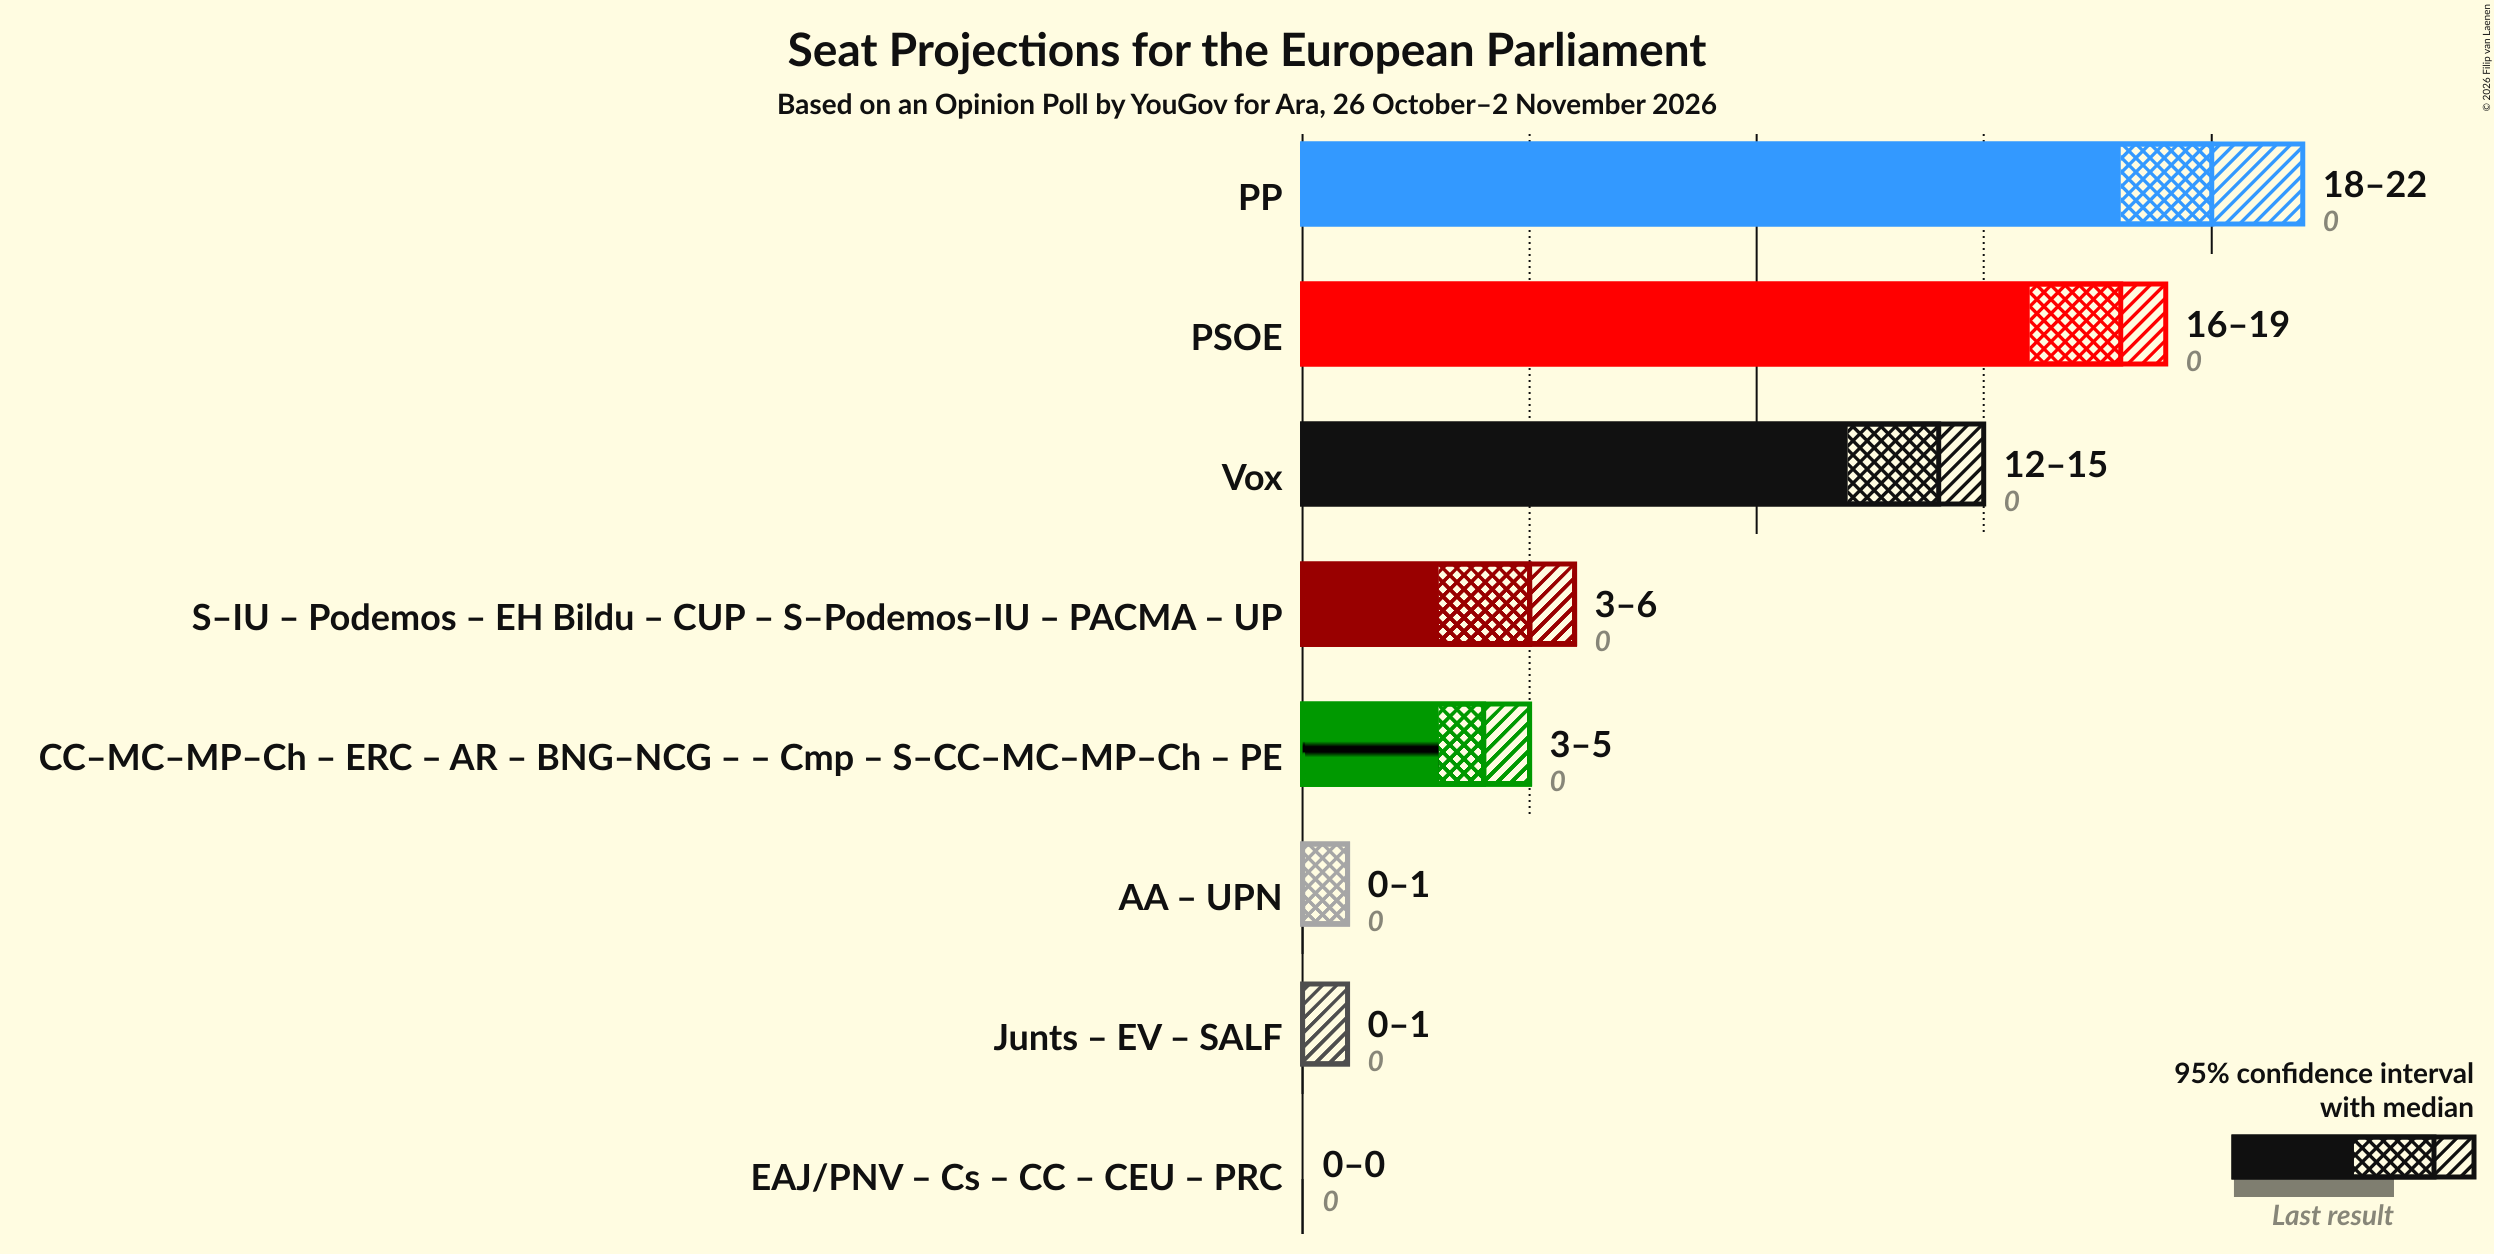 Seat Projections for the European Parliament
Based on an Opinion Poll by YouGov for Ara, 26 October–2 November 2026
© 2026 Filip van Laenen
PP
18–22
0
PSOE
16–19
0
Vox
12–15
0
S–IU – Podemos – EH Bildu – CUP – S–Podemos–IU – PACMA – UP
3–6
0
CC–MC–MP–Ch – ERC – AR – BNG–NCG – – Cmp – S–CC–MC–MP–Ch – PE
3–5
0
AA – UPN
0–1
0
Junts – EV – SALF
0–1
0
EAJ/PNV – Cs – CC – CEU – PRC
0–0
0
95% confidence interval
with median
Last result